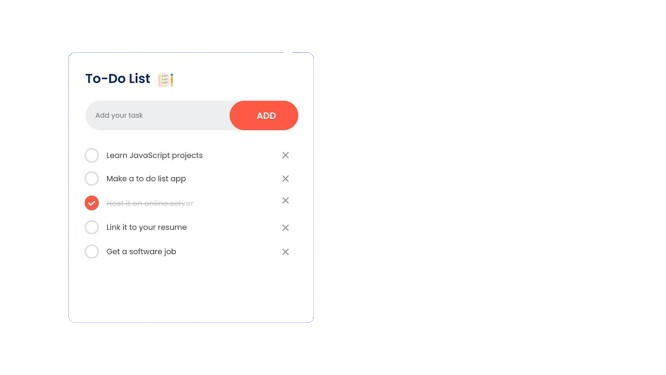 To-Do List
Add your task
ADD
Learn JavaScript projects
Make a to do list app
Host it on online server
Link it to your resume
Get a software job